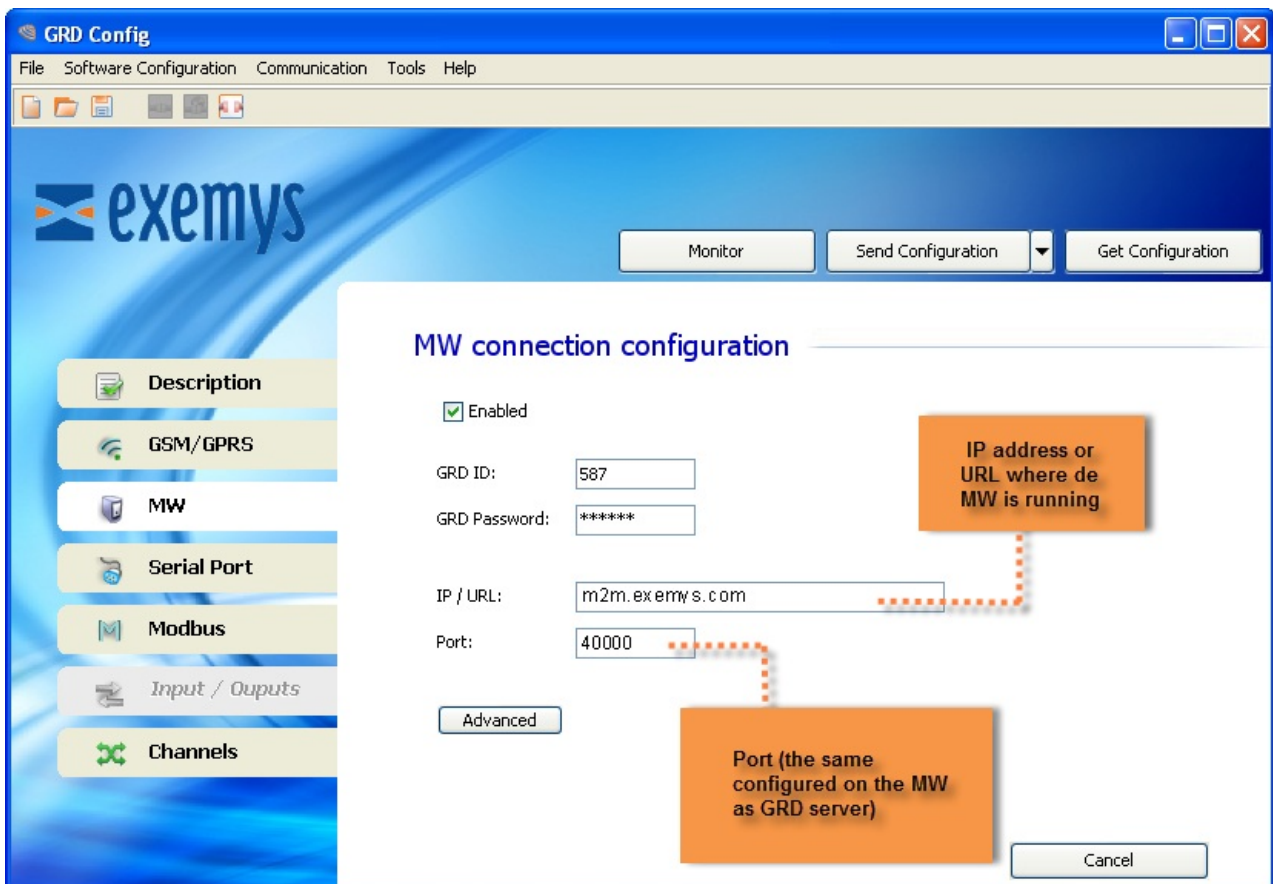 GRD Config
File Software Configuration Communication Tools Help
exemys
Monitor Send Configuration Get Configuration
MW connection configuration
Description
GSM/GPRS
MW
Serial Port
Modbus
Input / Ouputs
Channels
Enabled
GRD ID: 587
GRD Password: ******
IP / URL: m2m.exemys.com
Port: 40000
Advanced
IP address or
URL where de
MW is running
Port (the same
configured on the MW
as GRD server)
Cancel